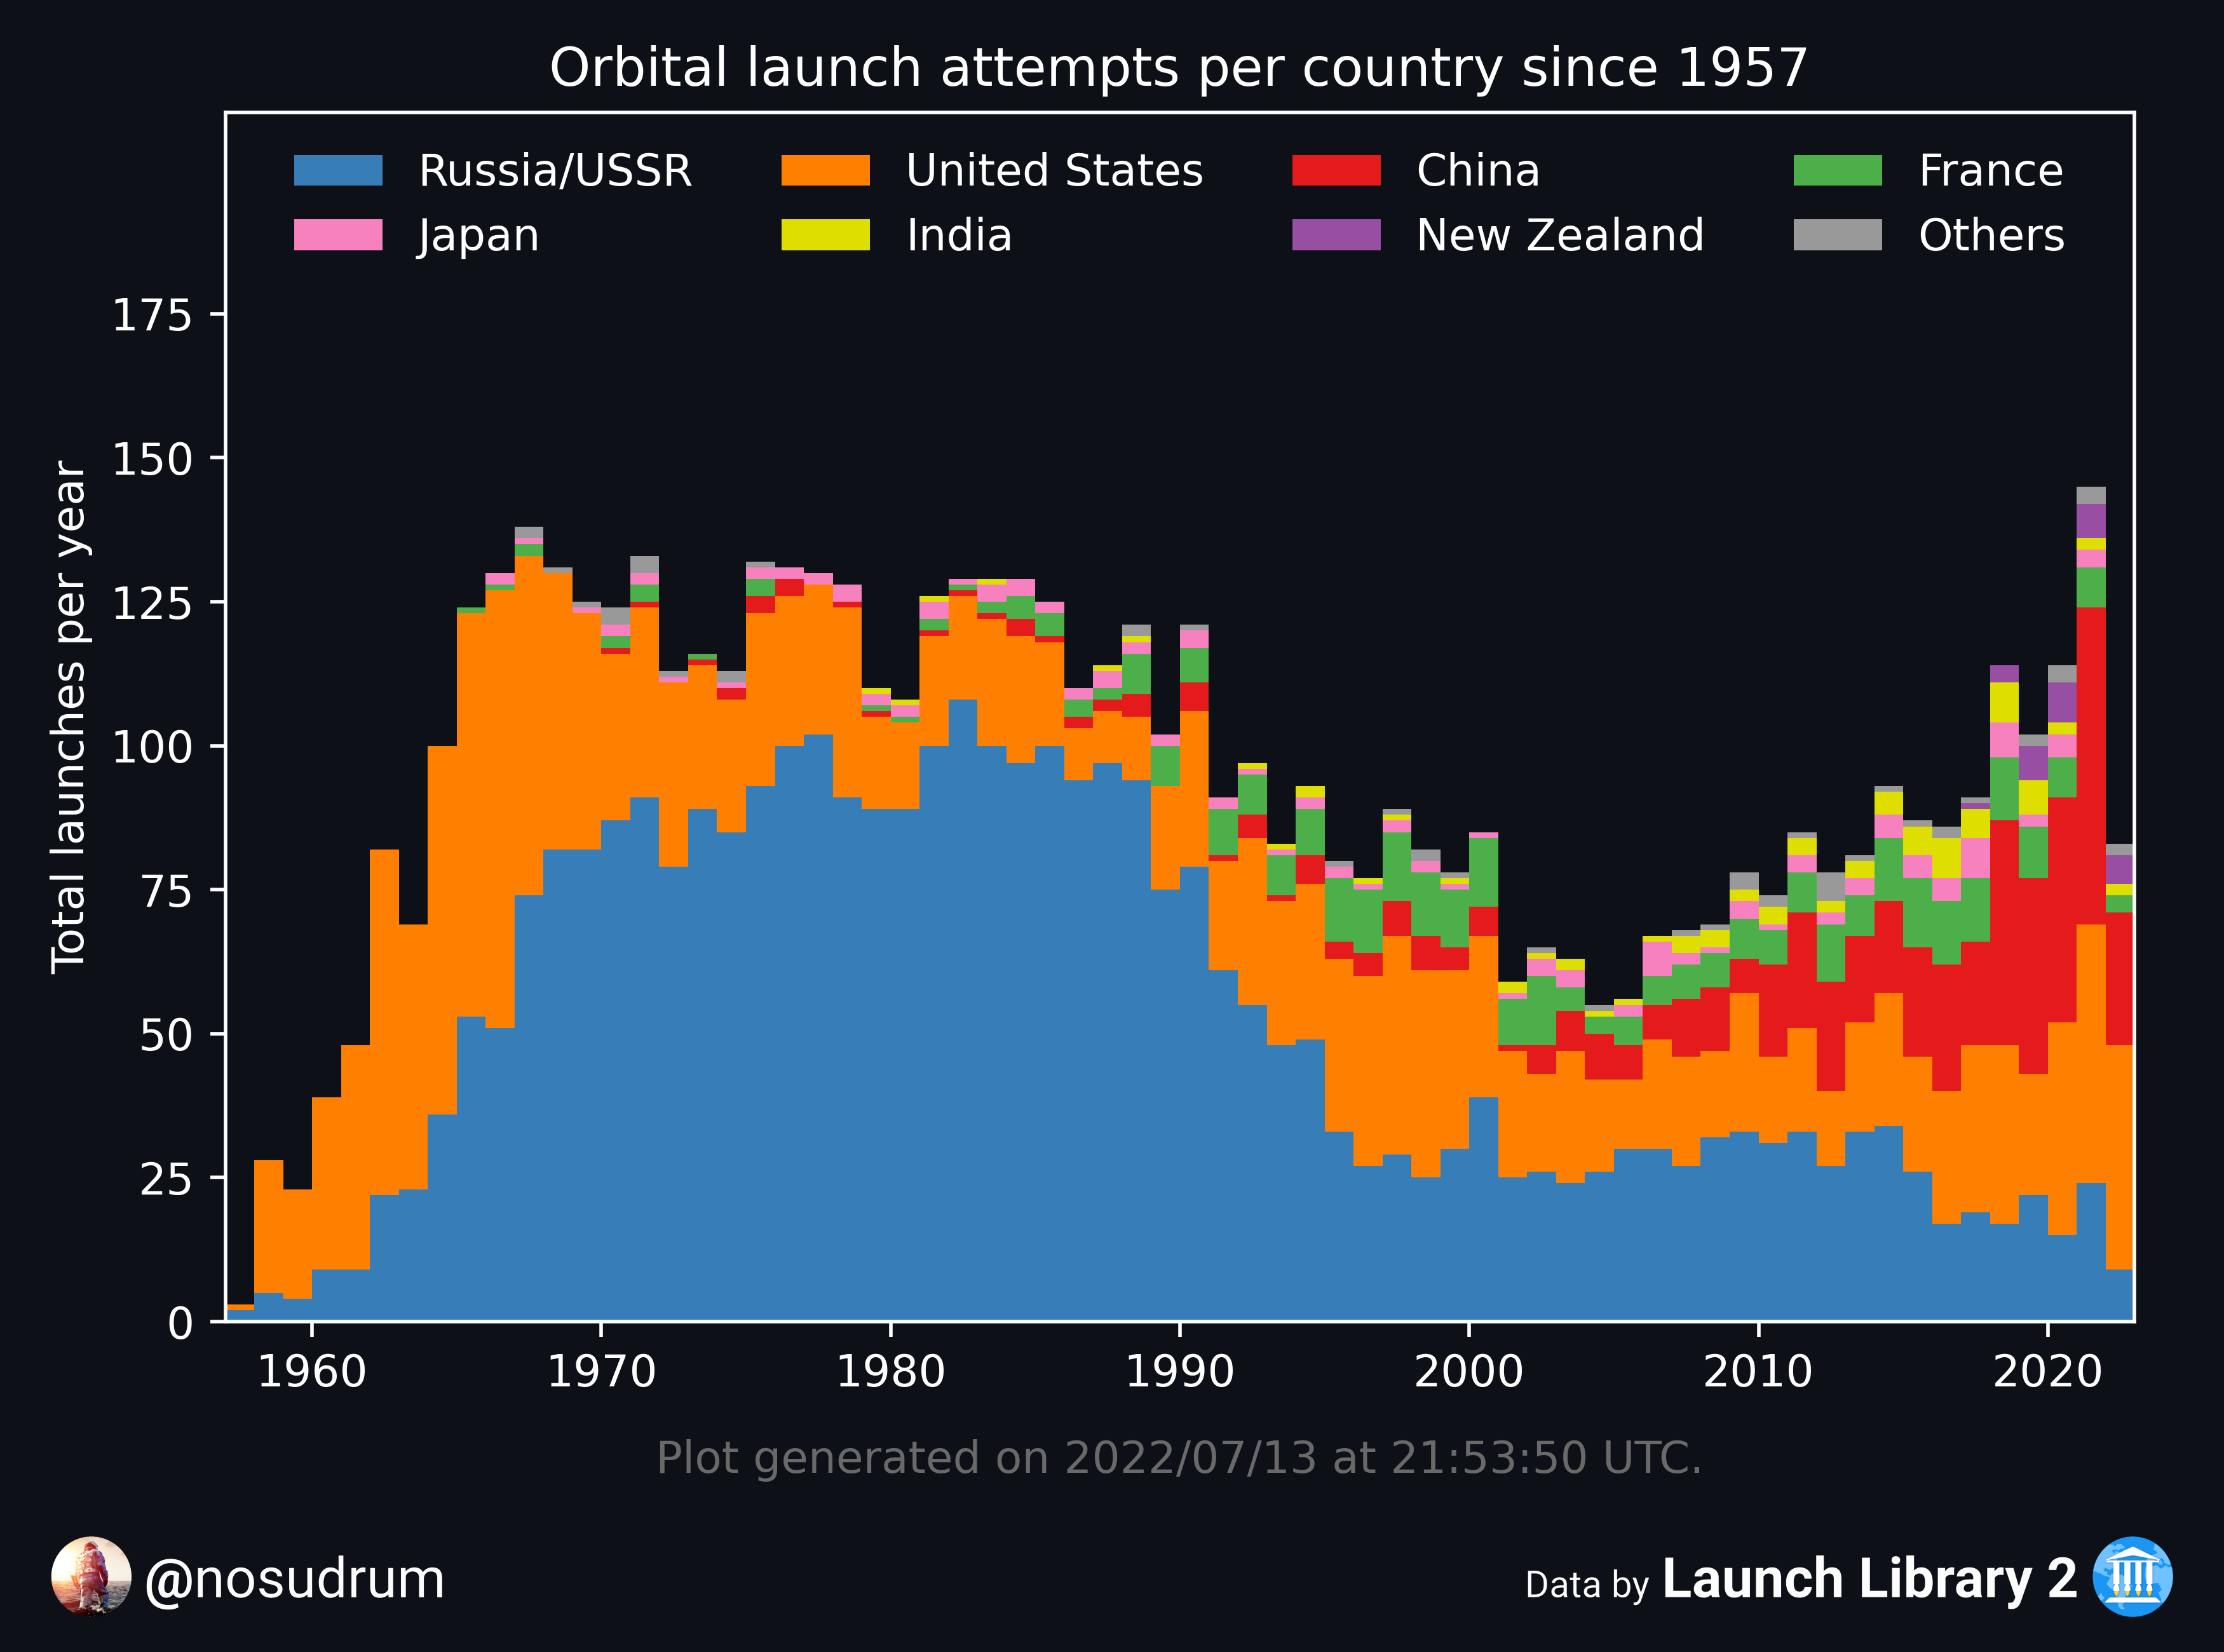 Orbital launch attempts per country since 1957
Russia/USSR United States China France
Japan India New Zealand Others
Total launches per year
175
150
125
100
75
50
25
0
1960 1970 1980 1990 2000 2010 2020
Plot generated on 2022/07/13 at 21:53:50 UTC.
@nosudrum
Data by Launch Library 2